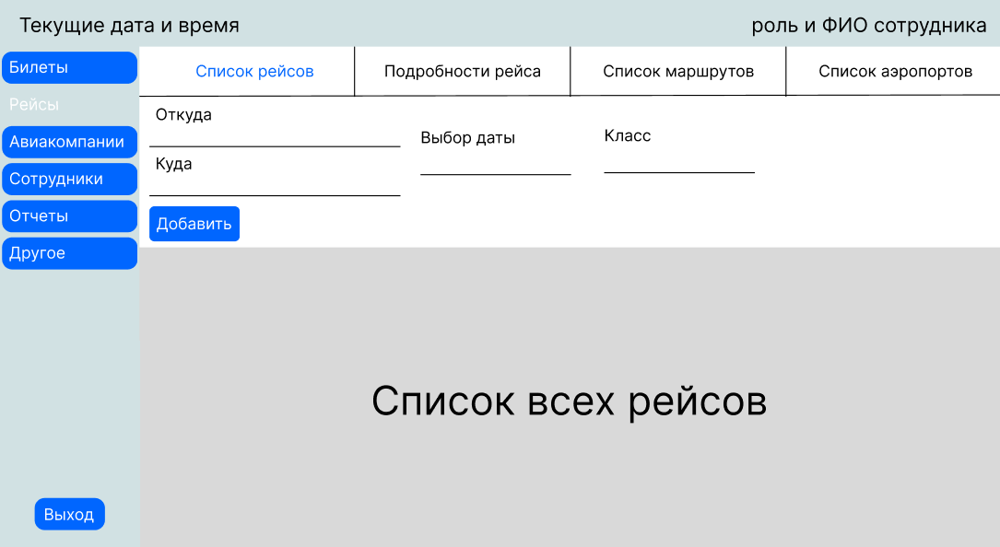 Текущие дата и время
роль и ФИО сотрудника
Билеты
Рейсы
Авиакомпании
Сотрудники
Отчеты
Другое
Выход
Список рейсов
Подробности рейса
Список маршрутов
Список аэропортов
Откуда
Куда
Выбор даты
Класс
Добавить
Список всех рейсов